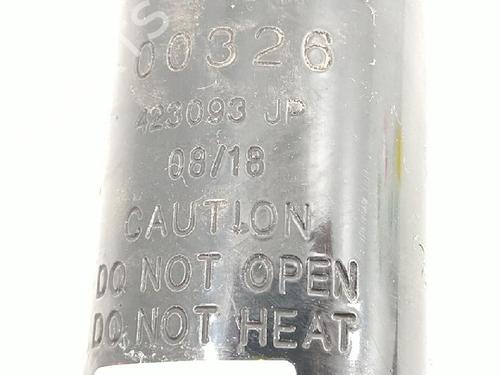 00326
423093 JP
08/18
CAUTION
DO NOT OPEN
DO NOT HEAT